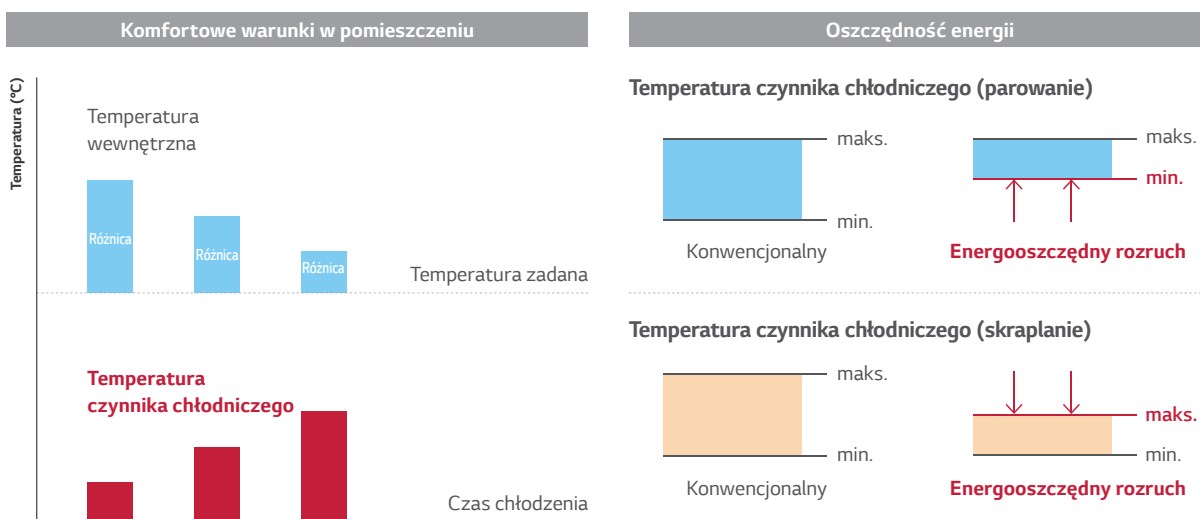 Komfortowe warunki w pomieszczeniu
Temperatura (°C)
Temperatura
wewnętrzna
Różnica
Różnica
Różnica
Temperatura zadana
Temperatura
czynnika chłodniczego
Czas chłodzenia
Oszczędność energii
Temperatura czynnika chłodniczego (parowanie)
maks.
min.
Konwencjonalny
maks.
min.
Energooszczędny rozruch
Temperatura czynnika chłodniczego (skraplanie)
maks.
min.
Konwencjonalny
maks.
min.
Energooszczędny rozruch